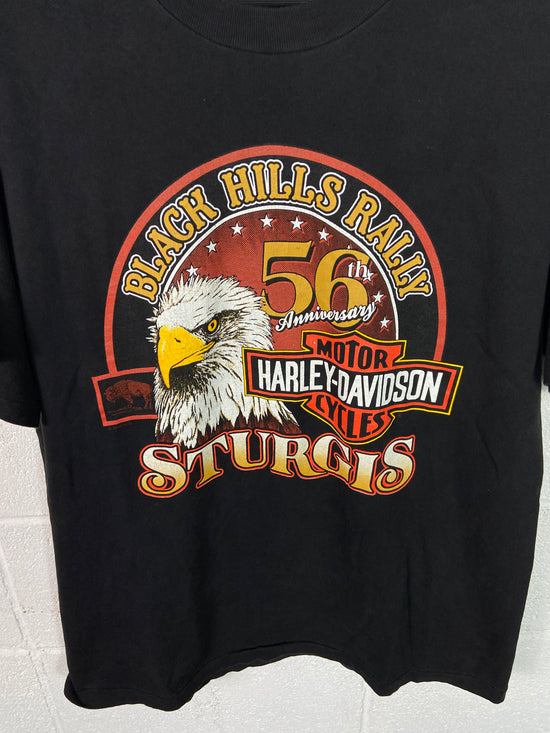 BLACK HILLS RALLY
56th
Anniversary
MOTOR
HARLEY-DAVIDSON
CYCLES
STURGIS